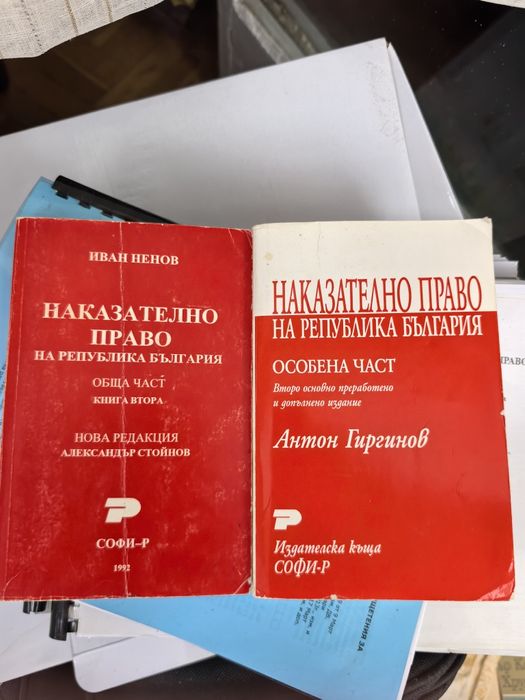 ИВАН НЕНОВ
НАКАЗАТЕЛНО
ПРАВО
НА РЕПУБЛИКА БЪЛГАРИЯ
ОБЩА ЧАСТ
КНИГА ВТОРА
НОВА РЕДАКЦИЯ
АЛЕКСАНДЪР СТОЙНОВ
СОФИ-Р
1992
НАКАЗАТЕЛНО ПРАВО
НА РЕПУБЛИКА БЪЛГАРИЯ
ОСОБЕНА ЧАСТ
Второ основно преработено
и допълнено издание
Антон Гиргинов
Издателска къща
СОФИ-Р